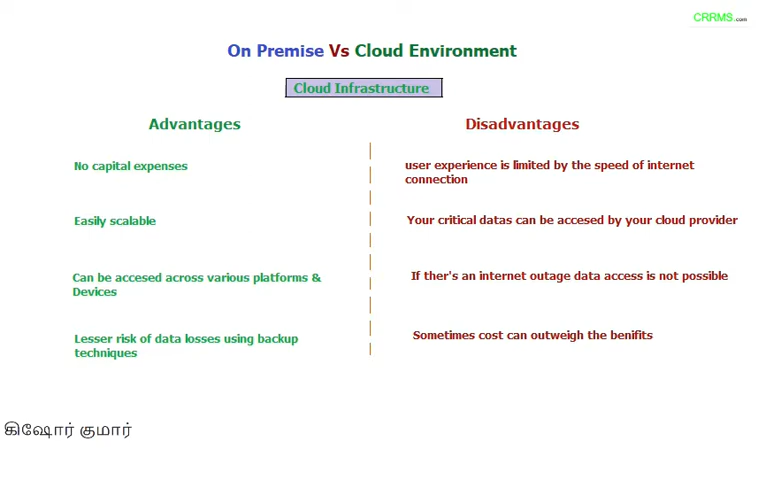 CRRMS.com
On Premise Vs Cloud Environment
Cloud Infrastructure
Advantages
Disadvantages
No capital expenses
user experience is limited by the speed of internet
connection
Easily scalable
Your critical datas can be accesed by your cloud provider
Can be accesed across various platforms &
Devices
If ther's an internet outage data access is not possible
Lesser risk of data losses using backup
techniques
Sometimes cost can outweigh the benifits
கிஷோர் குமார்